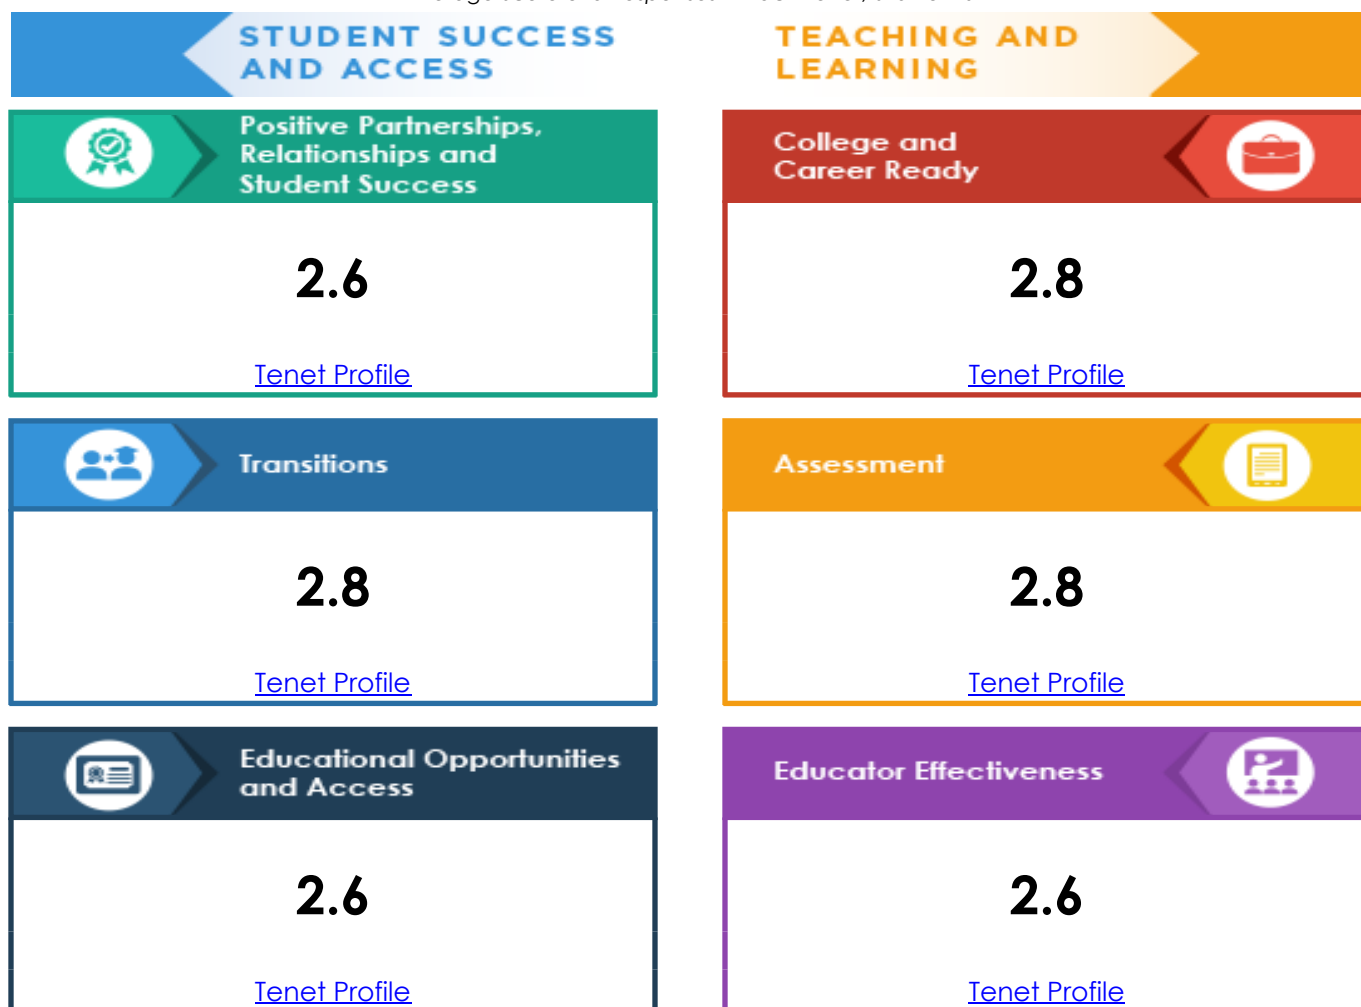 STUDENT SUCCESS
AND ACCESS
TEACHING AND
LEARNING
Positive Partnerships,
Relationships and
Student Success
2.6
Tenet Profile
College and
Career Ready
2.8
Tenet Profile
Transitions
2.8
Tenet Profile
Assessment
2.8
Tenet Profile
Educational Opportunities
and Access
2.6
Tenet Profile
Educator Effectiveness
2.6
Tenet Profile